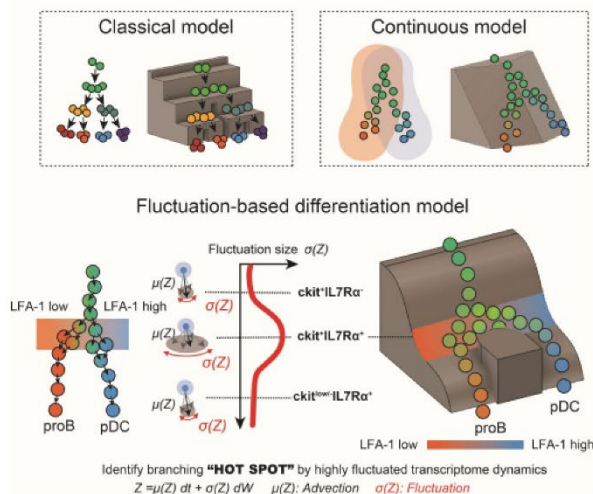 Classical model
Continuous model
Fluctuation-based differentiation model
Fluctuation size σ(Z)
LFA-1 low
LFA-1 high
μ(Z)
σ(Z)
ckit⁺IL7Rα⁻
μ(Z)
σ(Z)
ckit⁺IL7Rα⁺
μ(Z)
σ(Z)
ckit^low/-IL7Rα⁺
proB
pDC
proB
pDC
LFA-1 low
LFA-1 high
Identify branching "HOT SPOT" by highly fluctuated transcriptome dynamics
Z =μ(Z) dt + σ(Z) dW μ(Z): Advection σ(Z): Fluctuation